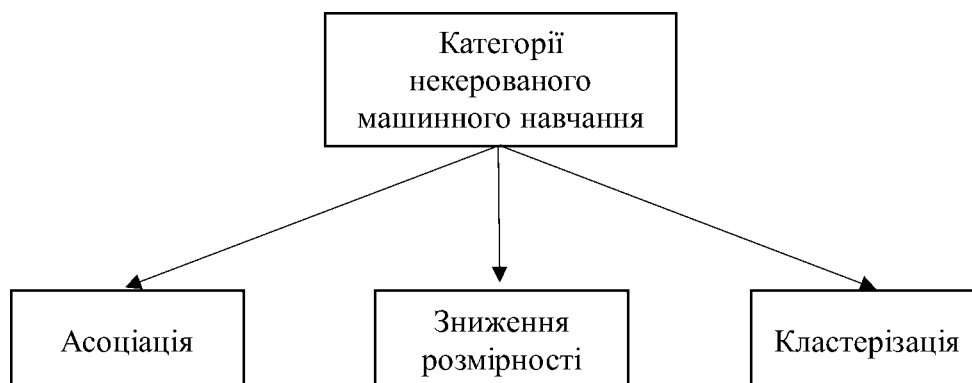 Категорії
некерованого
машинного навчання
Асоціація
Зниження
розмірності
Кластерізація